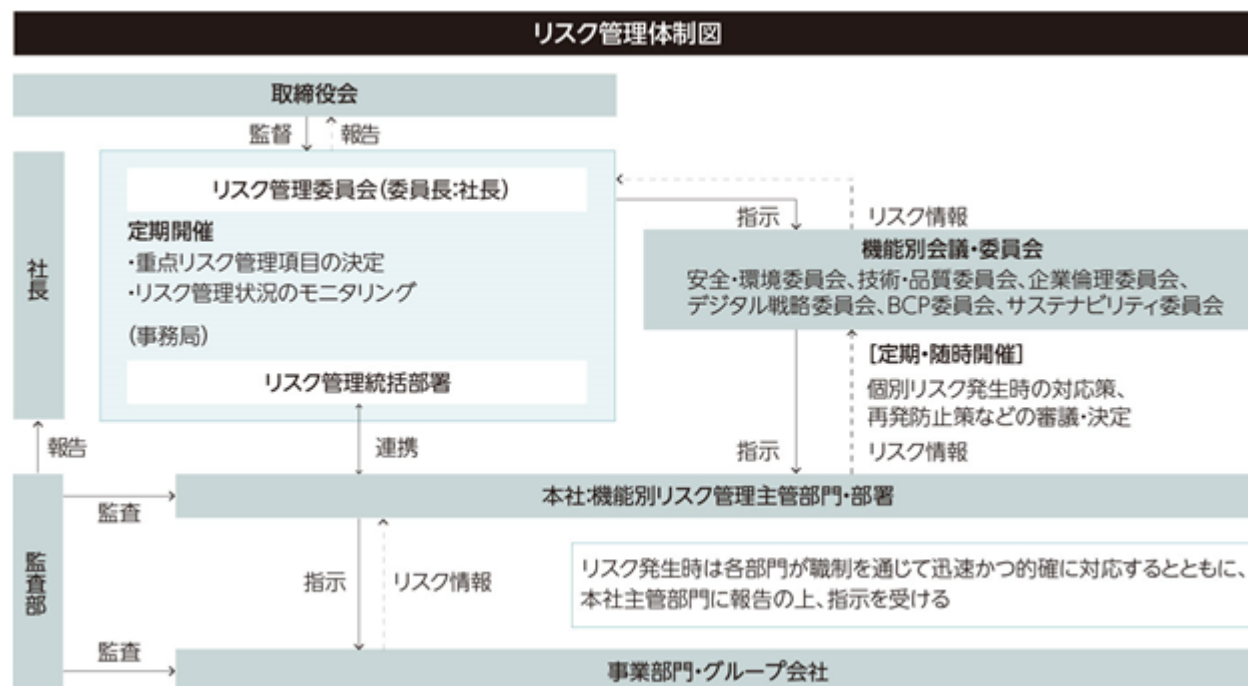 リスク管理体制図
取締役会
監督
報告
社長
リスク管理委員会(委員長:社長)
定期開催
・重点リスク管理項目の決定
・リスク管理状況のモニタリング
(事務局)
リスク管理統括部署
指示
リスク情報
機能別会議・委員会
安全・環境委員会、技術・品質委員会、企業倫理委員会、
デジタル戦略委員会、BCP委員会、サステナビリティ委員会
[定期・随時開催]
個別リスク発生時の対応策、
再発防止策などの審議・決定
報告
連携
指示
リスク情報
監査部
監査
本社:機能別リスク管理主管部門・部署
指示
リスク情報
リスク発生時は各部門が職制を通じて迅速かつ的確に対応するとともに、
本社主管部門に報告の上、指示を受ける
監査
事業部門・グループ会社